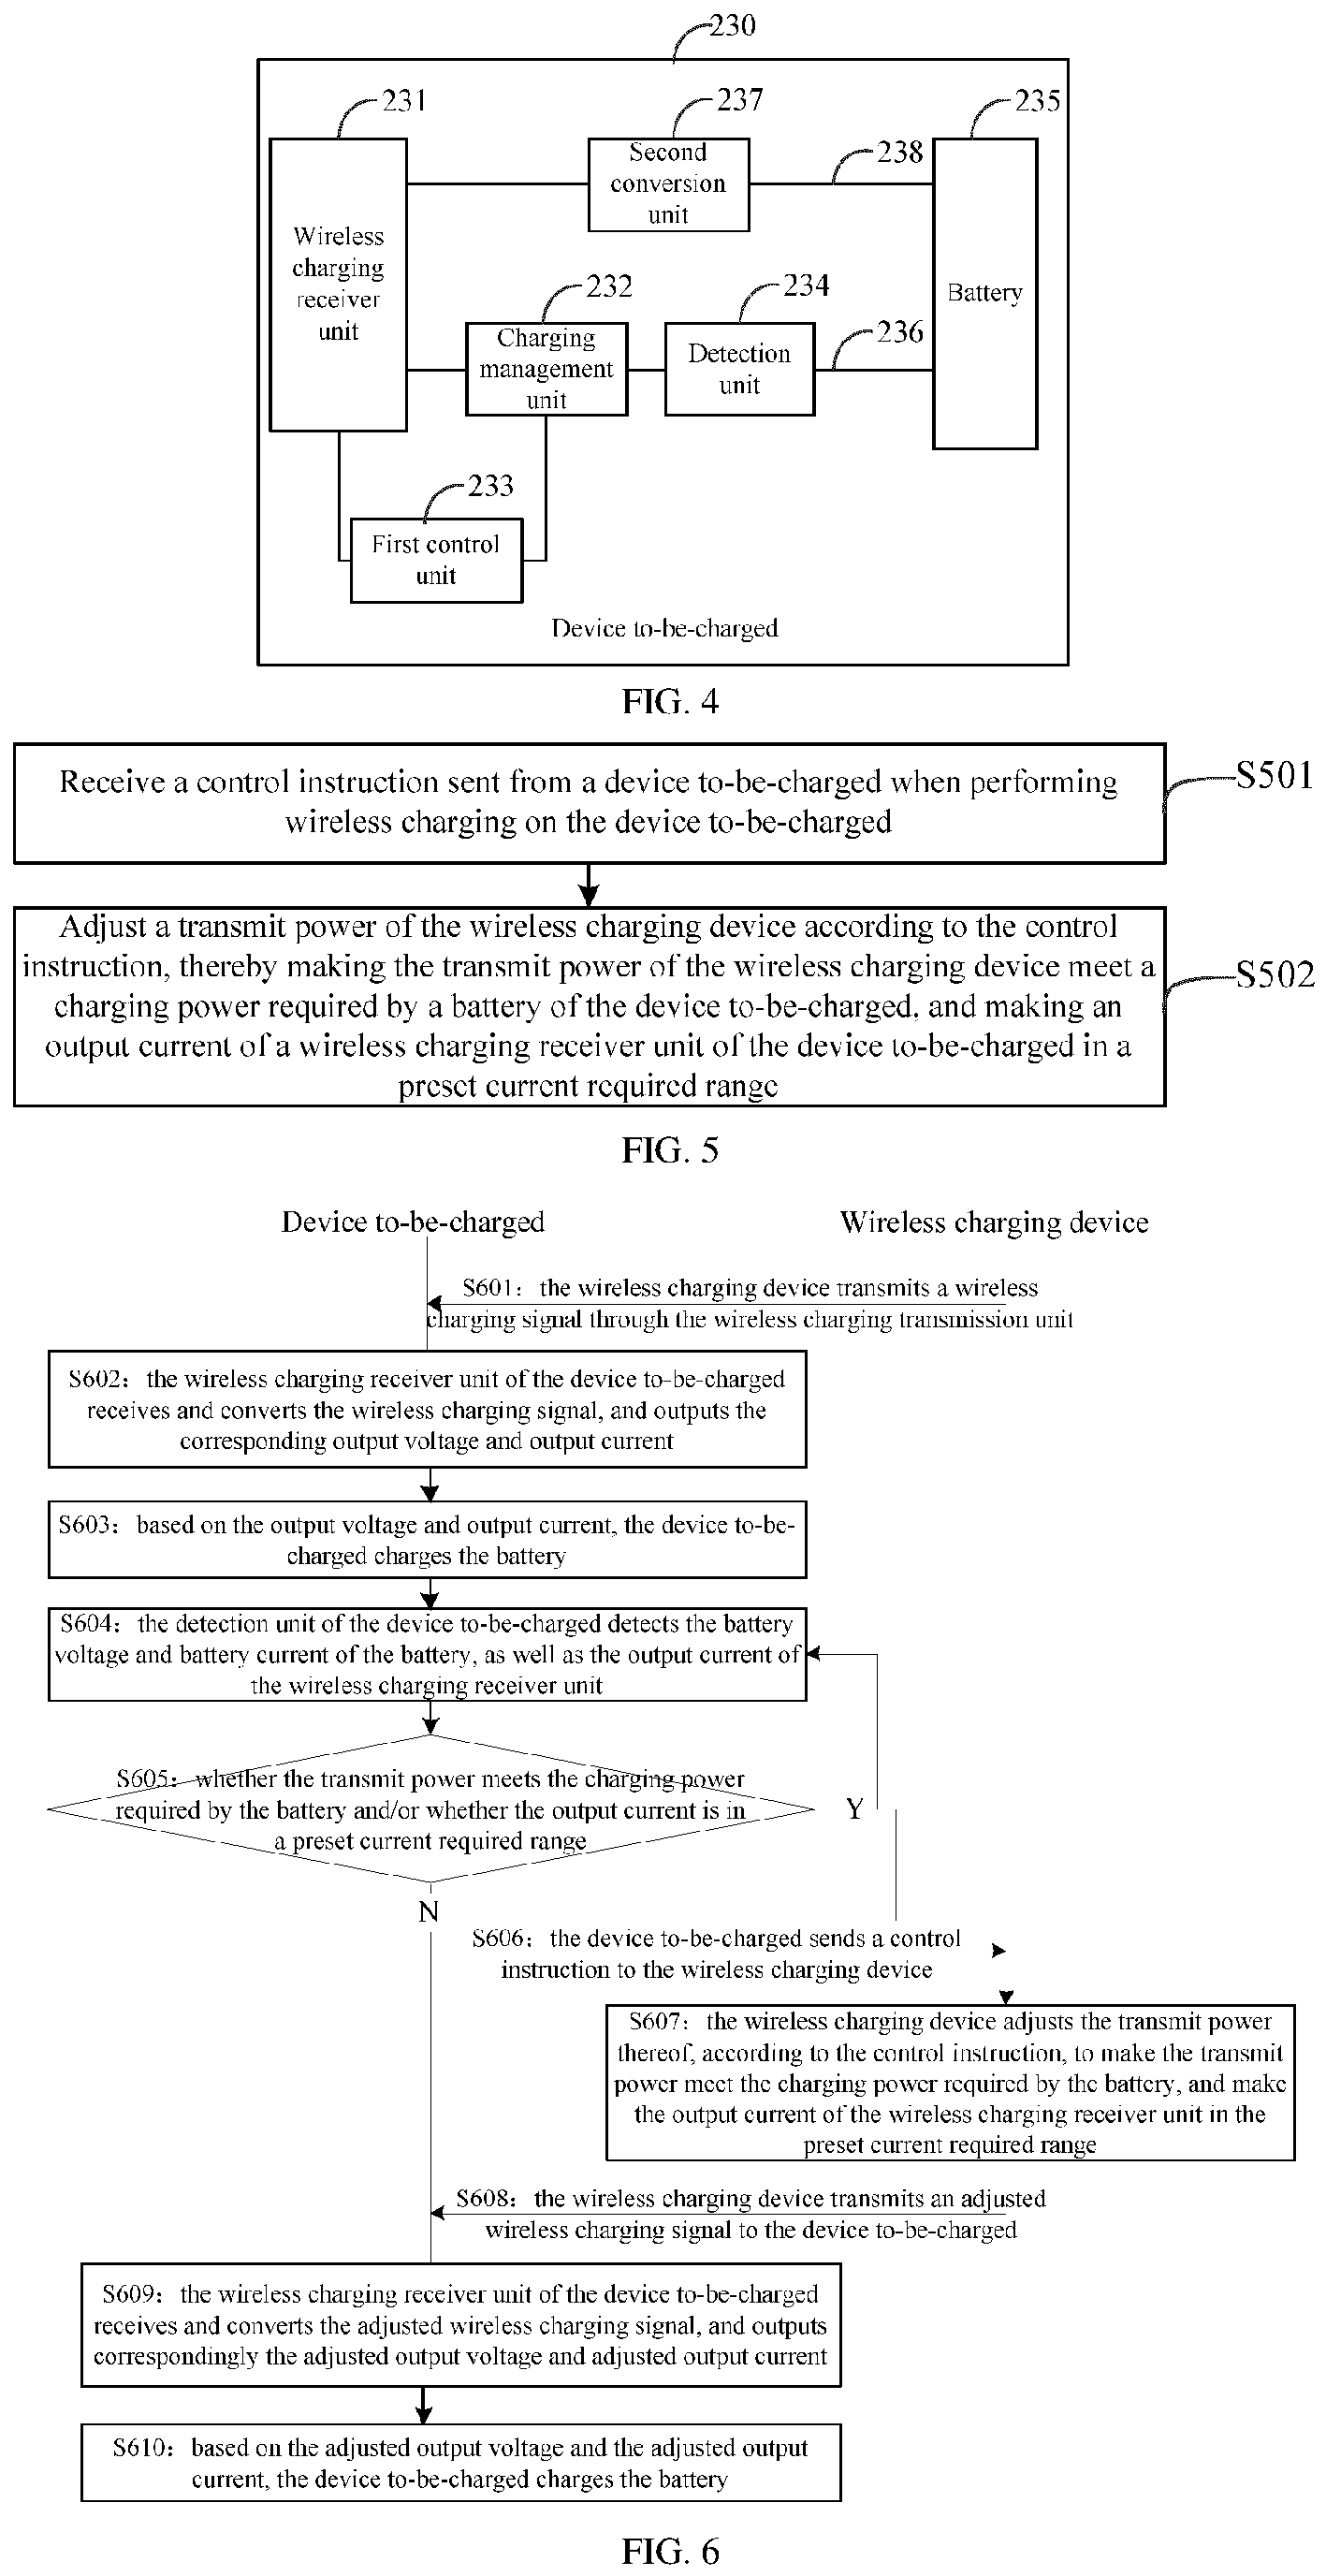 230
231
237
235
Second
conversion
unit
238
Wireless
charging
receiver
unit
Battery
232
234
236
Charging
management
unit
Detection
unit
233
First control
unit
Device to-be-charged
FIG. 4
Receive a control instruction sent from a device to-be-charged when performing
wireless charging on the device to-be-charged
S501
Adjust a transmit power of the wireless charging device according to the control
instruction, thereby making the transmit power of the wireless charging device meet a
charging power required by a battery of the device to-be-charged, and making an
output current of a wireless charging receiver unit of the device to-be-charged in a
preset current required range
S502
FIG. 5
Device to-be-charged
Wireless charging device
S601: the wireless charging device transmits a wireless
charging signal through the wireless charging transmission unit
S602: the wireless charging receiver unit of the device to-be-charged
receives and converts the wireless charging signal, and outputs the
corresponding output voltage and output current
S603: based on the output voltage and output current, the device to-be-
charged charges the battery
S604: the detection unit of the device to-be-charged detects the battery
voltage and battery current of the battery, as well as the output current of
the wireless charging receiver unit
S605: whether the transmit power meets the charging power
required by the battery and/or whether the output current is in
a preset current required range
Y
N
S606: the device to-be-charged sends a control
instruction to the wireless charging device
S607: the wireless charging device adjusts the transmit power
thereof, according to the control instruction, to make the transmit
power meet the charging power required by the battery, and make
the output current of the wireless charging receiver unit in the
preset current required range
S608: the wireless charging device transmits an adjusted
wireless charging signal to the device to-be-charged
S609: the wireless charging receiver unit of the device to-be-charged
receives and converts the adjusted wireless charging signal, and outputs
correspondingly the adjusted output voltage and adjusted output current
S610: based on the adjusted output voltage and the adjusted output
current, the device to-be-charged charges the battery
FIG. 6